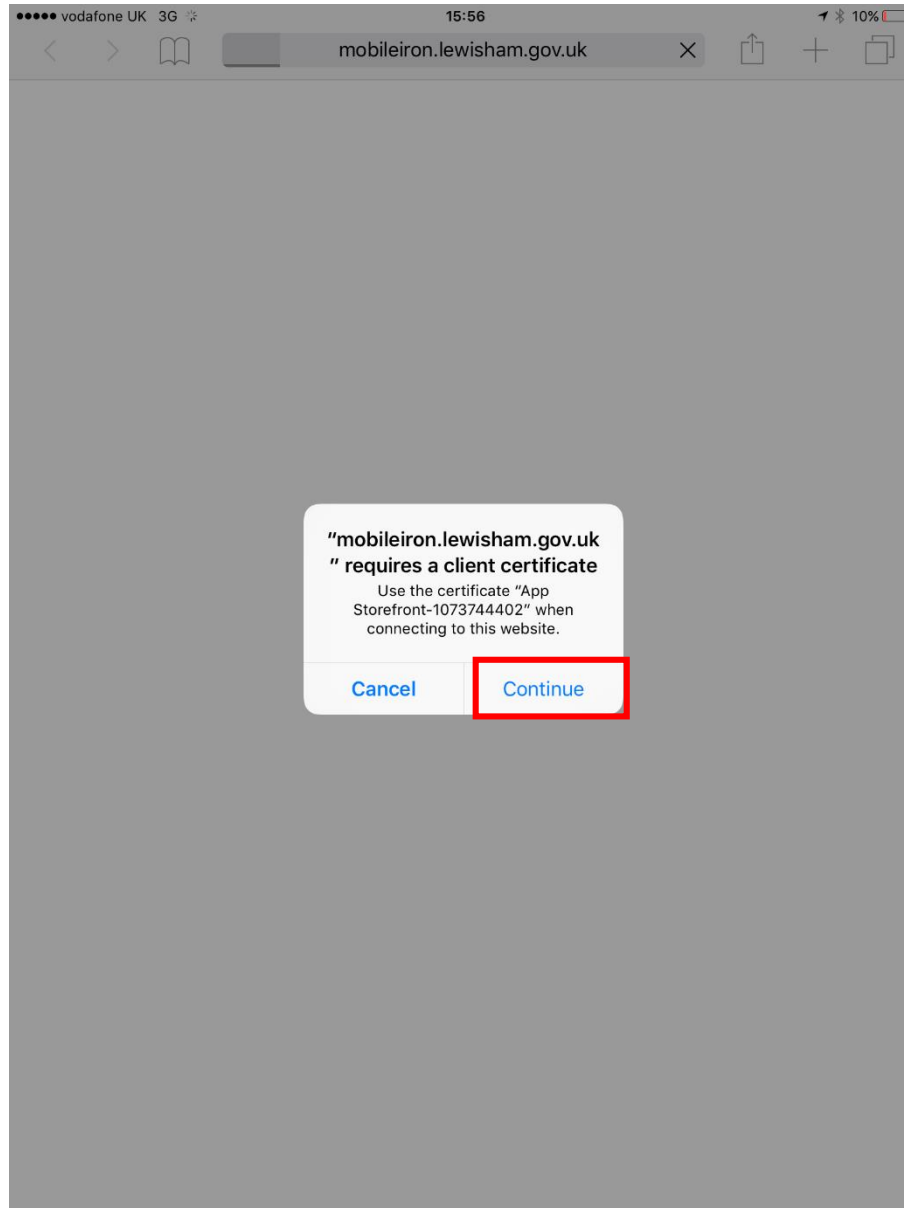 vodafone UK 3G 15:56 10%
mobileiron.lewisham.gov.uk
“mobileiron.lewisham.gov.uk
” requires a client certificate
Use the certificate “App
Storefront-1073744402” when
connecting to this website.
Cancel Continue